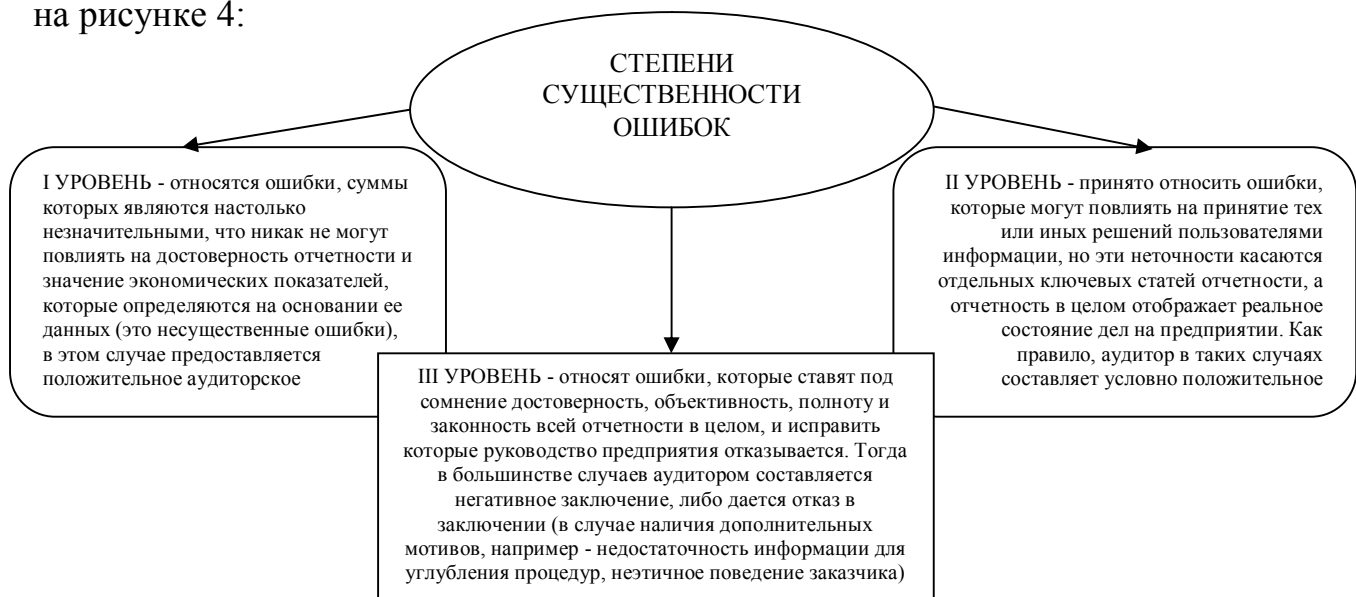 на рисунке 4:
СТЕПЕНИ
СУЩЕСТВЕННОСТИ
ОШИБОК
I УРОВЕНЬ - относятся ошибки, суммы
которых являются настолько
незначительными, что никак не могут
повлиять на достоверность отчетности и
значение экономических показателей,
которые определяются на основании ее
данных (это несущественные ошибки),
в этом случае предоставляется
положительное аудиторское
II УРОВЕНЬ - принято относить ошибки,
которые могут повлиять на принятие тех
или иных решений пользователями
информации, но эти неточности касаются
отдельных ключевых статей отчетности, а
отчетность в целом отображает реальное
состояние дел на предприятии. Как
правило, аудитор в таких случаях
составляет условно положительное
III УРОВЕНЬ - относят ошибки, которые ставят под
сомнение достоверность, объективность, полноту и
законность всей отчетности в целом, и исправить
которые руководство предприятия отказывается. Тогда
в большинстве случаев аудитором составляется
негативное заключение, либо дается отказ в
заключении (в случае наличия дополнительных
мотивов, например - недостаточность информации для
углубления процедур, неэтичное поведение заказчика)